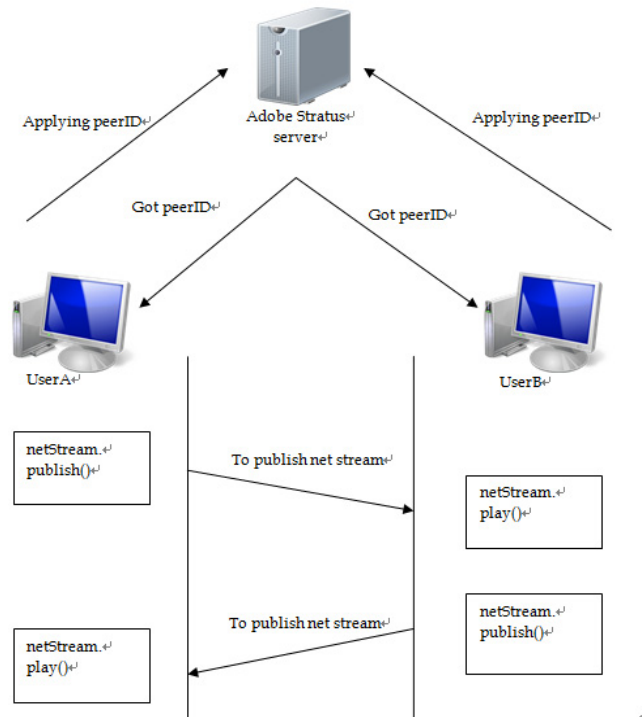 Applying peerID↵
Adobe Stratus↵
server↵
Applying peerID↵
Got peerID↵
Got peerID↵
UserA↵
UserB↵
netStream.↵
publish()↵
To publish net stream↵
netStream.↵
play()↵
netStream.↵
publish()↵
To publish net stream↵
netStream.↵
play()↵